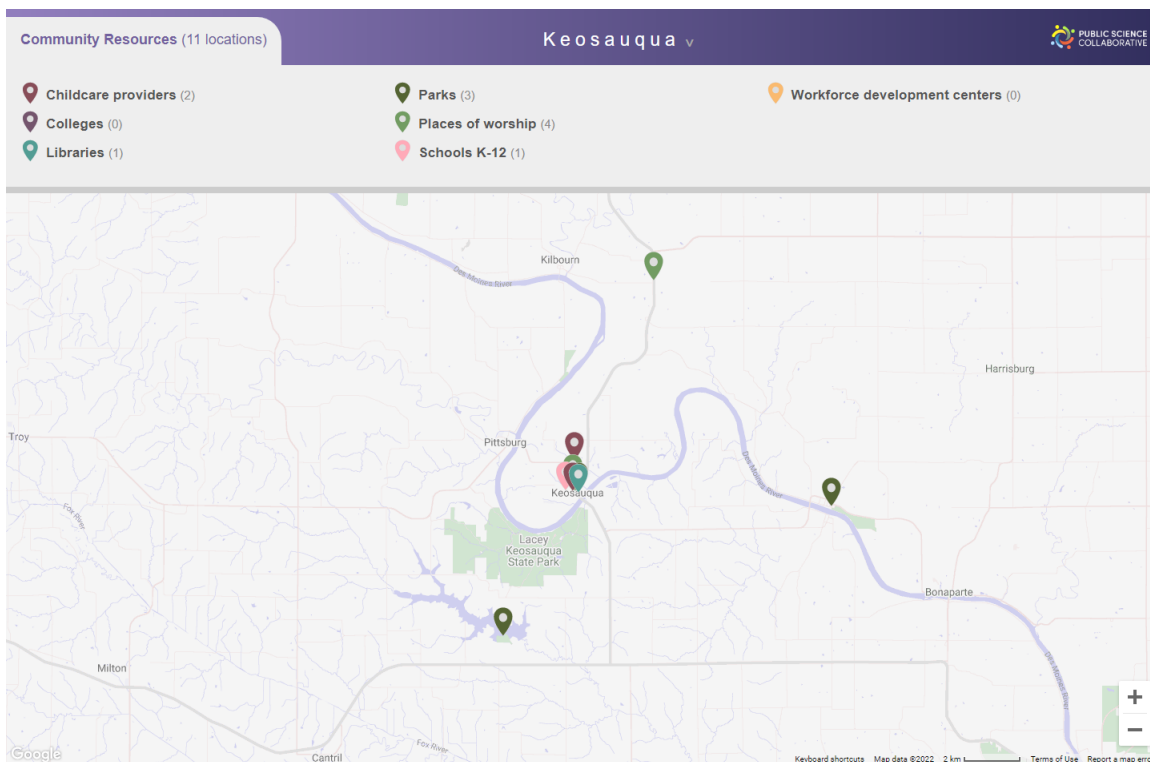 Community Resources (11 locations)
Keosauqua v
PUBLIC SCIENCE
COLLABORATIVE
Childcare providers (2)
Parks (3)
Workforce development centers (0)
Colleges (0)
Places of worship (4)
Libraries (1)
Schools K-12 (1)
Kilbourn
Des Moines River
Harrisburg
Troy
Pittsburg
Des Moines River
Keosauqua
Fox River
Lacey
Keosauqua
State Park
Bonaparte
Milton
Des Moines River
Fox River
Cantril
Google
+
−
Keyboard shortcuts Map data ©2022 2 km Terms of Use Report a map erro